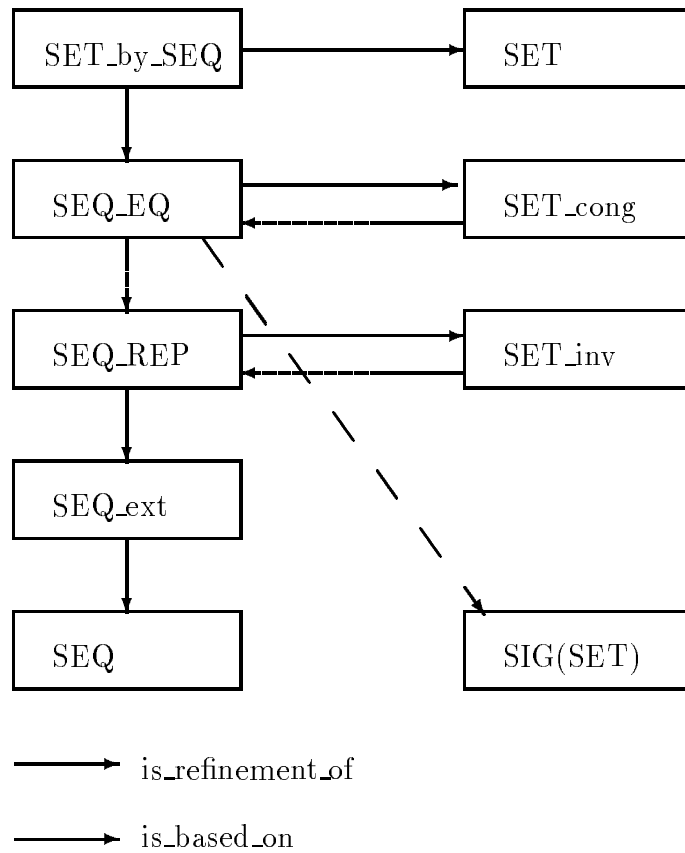 SET_by_SEQ
SET
SEQ_EQ
SET_cong
SEQ_REP
SET_inv
SEQ_ext
SEQ
SIG(SET)
is_refinement_of
is_based_on